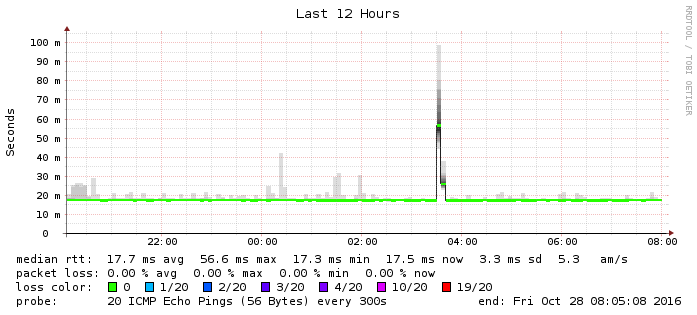 Last 12 Hours
RRDTOOL / TOBI OETIKER
Seconds
100 m
90 m
80 m
70 m
60 m
50 m
40 m
30 m
20 m
10 m
0
22:00 00:00 02:00 04:00 06:00 08:00
median rtt: 17.7 ms avg 56.6 ms max 17.3 ms min 17.5 ms now 3.3 ms sd 5.3 am/s
packet loss: 0.00 % avg 0.00 % max 0.00 % min 0.00 % now
loss color: 0 1/20 2/20 3/20 4/20 10/20 19/20
probe: 20 ICMP Echo Pings (56 Bytes) every 300s end: Fri Oct 28 08:05:08 2016